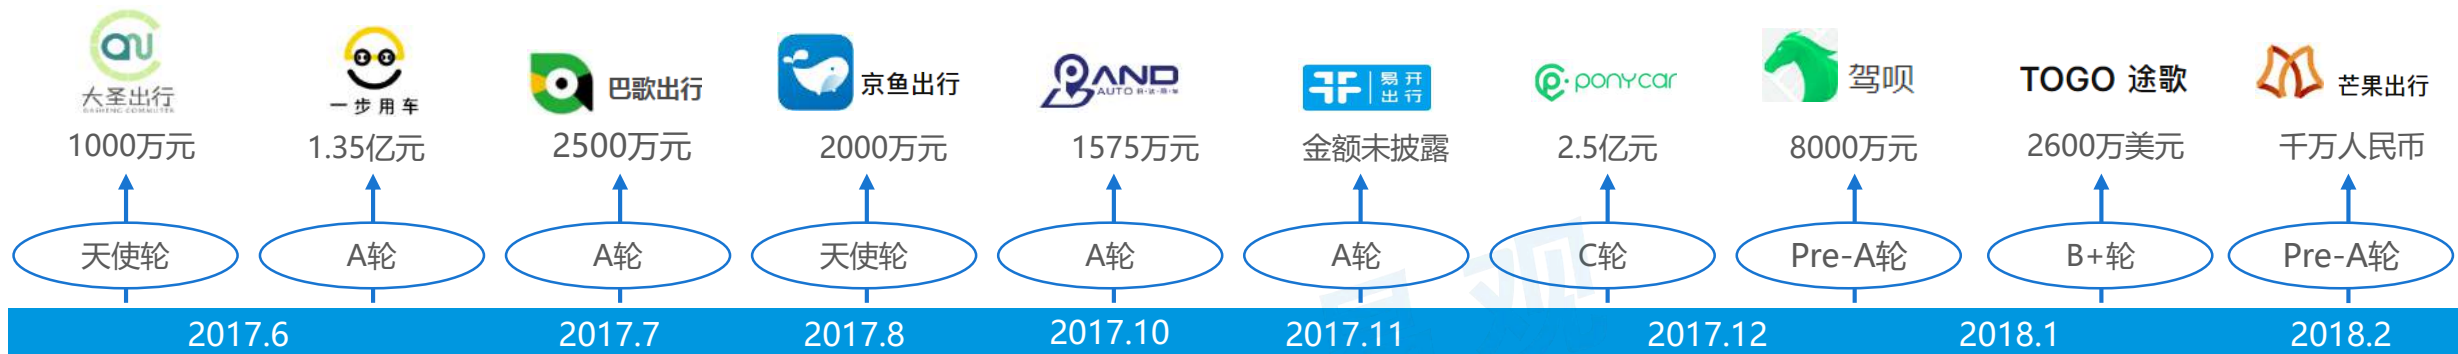 大圣出行
DASHENG COMMUTER
一步用车
巴歌出行
京鱼出行
AND
AUTO
易开
出行
ponycar
驾呗
TOGO 途歌
芒果出行
1000万元
1.35亿元
2500万元
2000万元
1575万元
金额未披露
2.5亿元
8000万元
2600万美元
千万人民币
天使轮
A轮
A轮
天使轮
A轮
A轮
C轮
Pre-A轮
B+轮
Pre-A轮
2017.6
2017.7
2017.8
2017.10
2017.11
2017.12
2018.1
2018.2